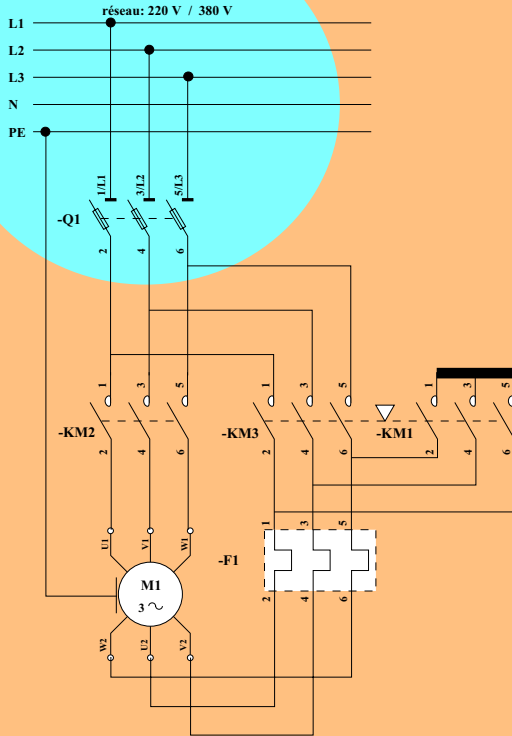 réseau: 220 V / 380 V
L1
L2
L3
N
PE
1/L1 3/L2 5/L3
-Q1
2 4 6
1 3 5 1 3 5 1 3 5
-KM2 -KM3 -KM1
2 4 6 2 4 6 2 4 6
1 3 5
U1 V1 W1
-F1
M1
3
2 4 6
W2 U2 V2